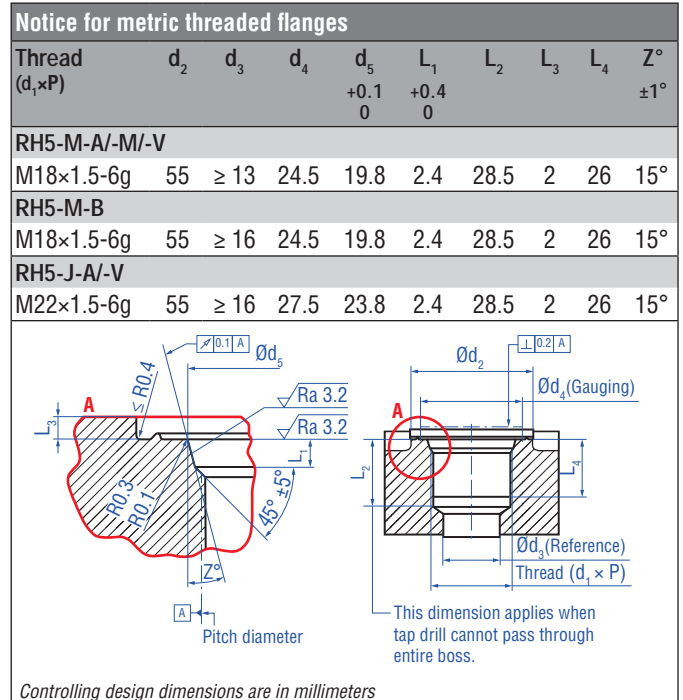 Notice for metric threaded flanges
Thread (d₁×P) d₂ d₃ d₄ d₅ +0.1 0 L₁ +0.4 0 L₂ L₃ L₄ Z° ±1°
RH5-M-A/-M/-V
M18×1.5-6g 55 ≥ 13 24.5 19.8 2.4 28.5 2 26 15°
RH5-M-B
M18×1.5-6g 55 ≥ 16 24.5 19.8 2.4 28.5 2 26 15°
RH5-J-A/-V
M22×1.5-6g 55 ≥ 16 27.5 23.8 2.4 28.5 2 26 15°
0.1 A
Ød₅
≤ R0.4
A
L₃
Ra 3.2
Ra 3.2
L₁
R0.3
R0.1
45° ±5°
Z°
A
Pitch diameter
⊥ 0.2 A
Ød₂
Ød₄(Gauging)
A
L₂
L₄
Ød₃(Reference)
Thread (d₁ × P)
This dimension applies when
tap drill cannot pass through
entire boss.
Controlling design dimensions are in millimeters